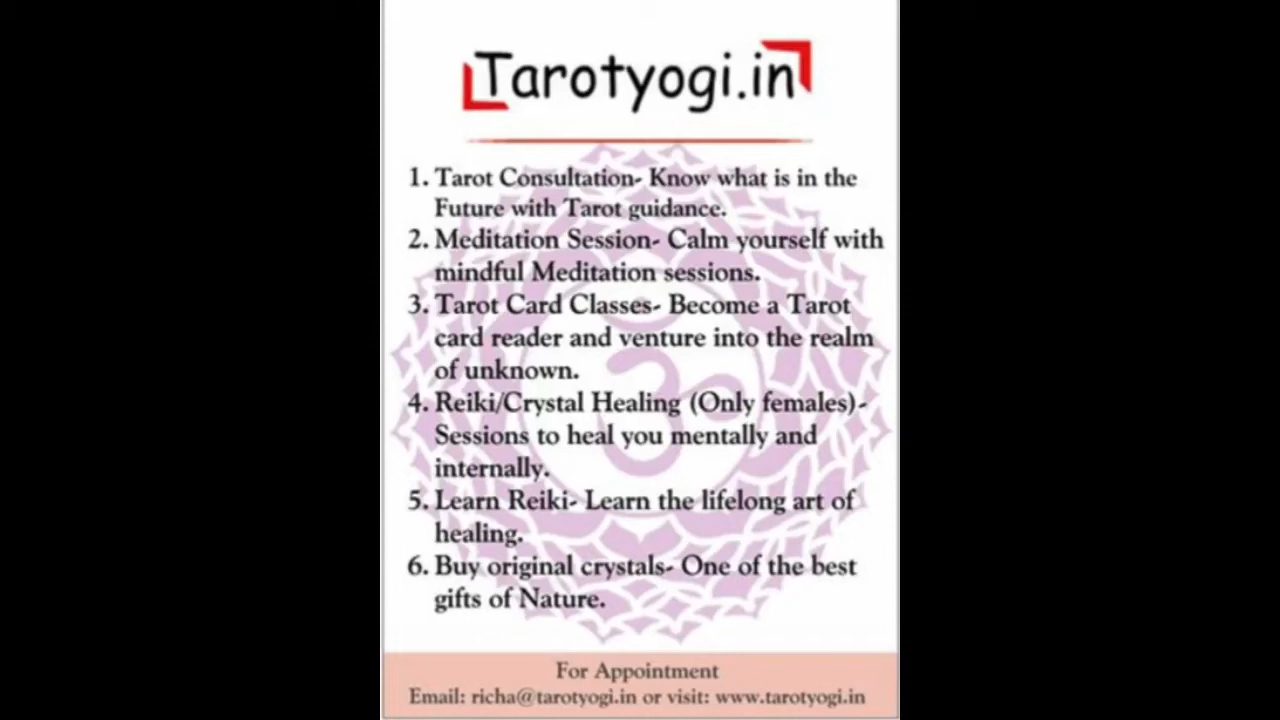 Tarotyogi.in
1. Tarot Consultation- Know what is in the
Future with Tarot guidance.
2. Meditation Session- Calm yourself with
mindful Meditation sessions.
3. Tarot Card Classes- Become a Tarot
card reader and venture into the realm
of unknown.
4. Reiki/Crystal Healing (Only females)-
Sessions to heal you mentally and
internally.
5. Learn Reiki- Learn the lifelong art of
healing.
6. Buy original crystals- One of the best
gifts of Nature.
For Appointment
Email: richa@tarotyogi.in or visit: www.tarotyogi.in